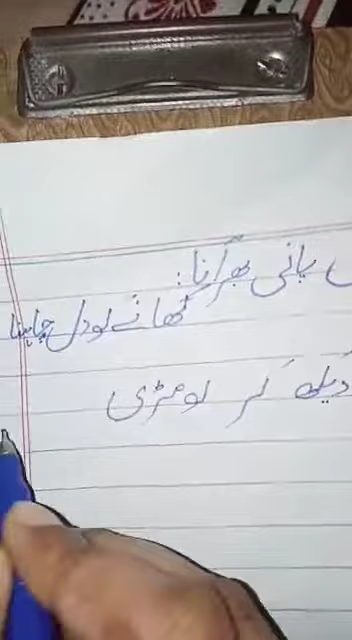 پانی بھر آنا:
کھانے کو دل چاہنا
دیکھ کر لومڑی